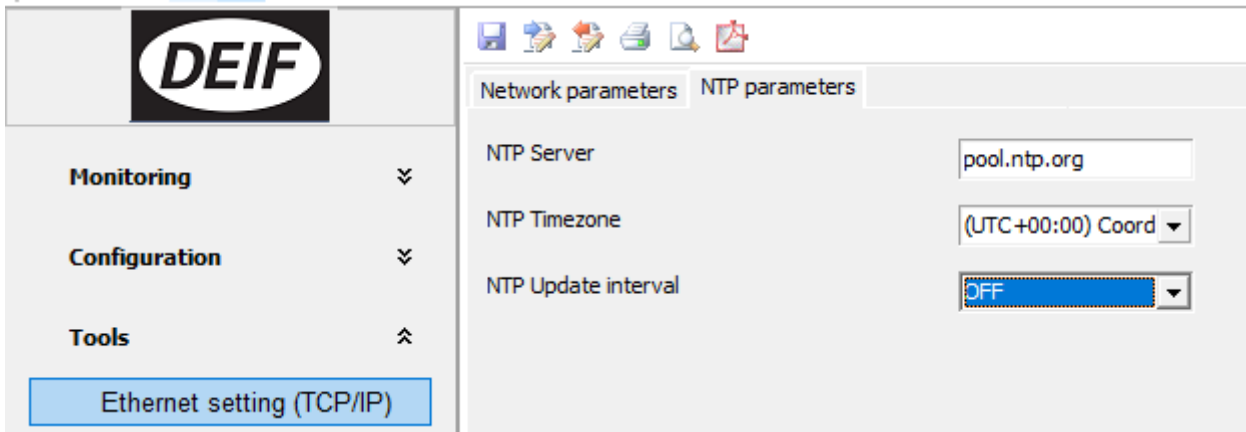 DEIF
Monitoring
Configuration
Tools
Ethernet setting (TCP/IP)
Network parameters
NTP parameters
NTP Server
pool.ntp.org
NTP Timezone
(UTC+00:00) Coord
NTP Update interval
OFF